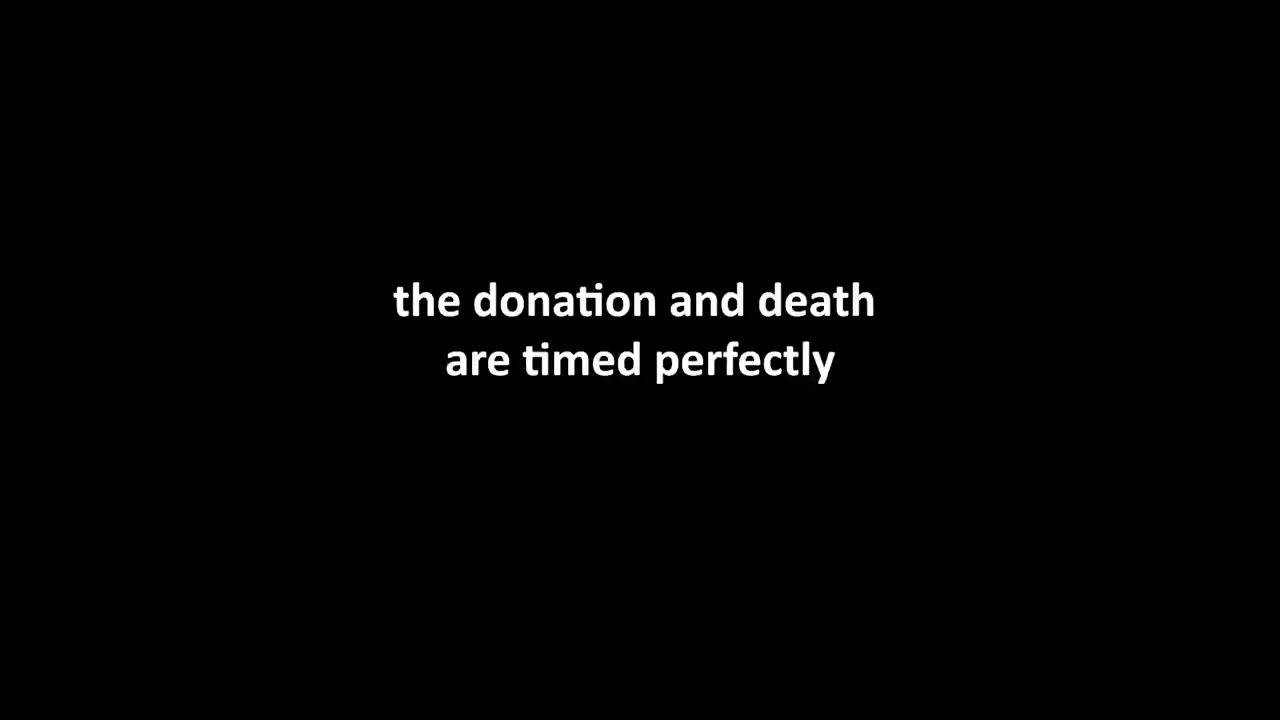 the donation and death
are timed perfectly